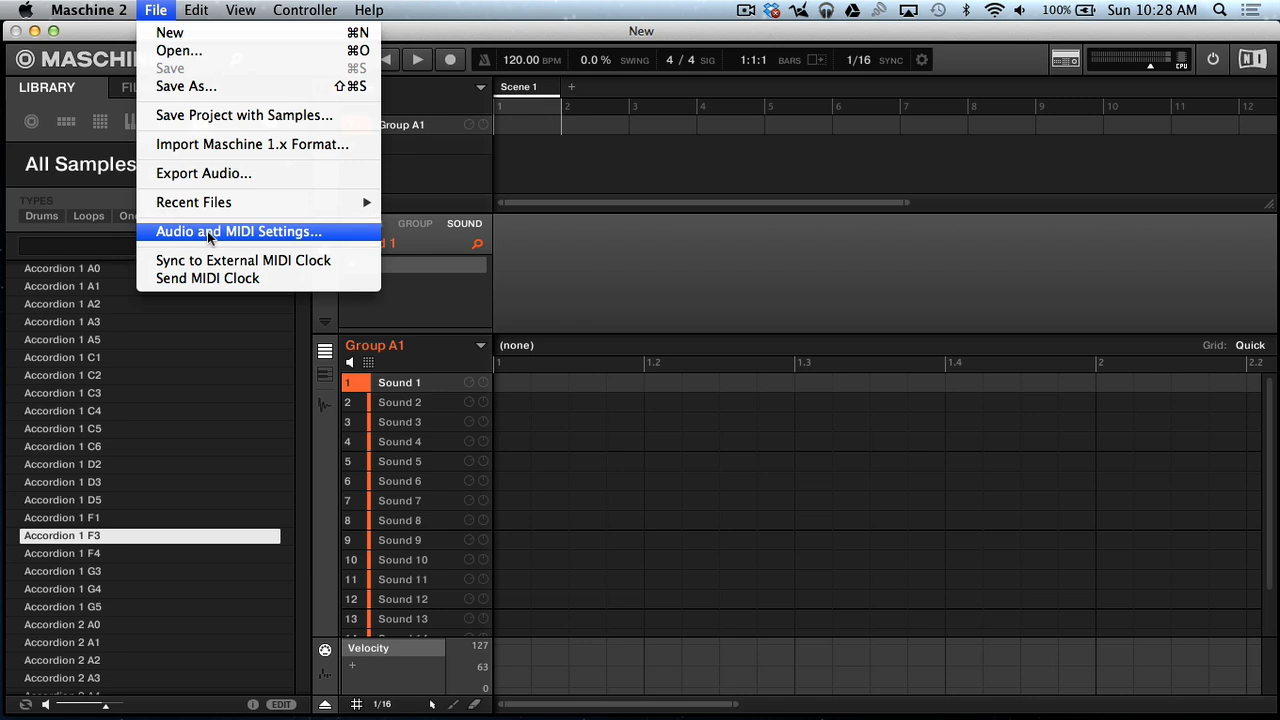 Maschine 2 File Edit View Controller Help 100% Sun 10:28 AM
New
MASCHINE 120.00 BPM 0.0% SWING 4 / 4 SIG 1:1:1 BARS 1/16 SYNC CPU
New ⌘N
Open... ⌘O
Save ⌘S
Save As... ⇧⌘S
Save Project with Samples...
Import Maschine 1.x Format...
Export Audio...
Recent Files
Audio and MIDI Settings...
Sync to External MIDI Clock
Send MIDI Clock
LIBRARY
All Samples
TYPES
Drums Loops
Accordion 1 A0
Accordion 1 A1
Accordion 1 A2
Accordion 1 A3
Accordion 1 A5
Accordion 1 C1
Accordion 1 C2
Accordion 1 C3
Accordion 1 C4
Accordion 1 C5
Accordion 1 C6
Accordion 1 D2
Accordion 1 D3
Accordion 1 D5
Accordion 1 F1
Accordion 1 F3
Accordion 1 F4
Accordion 1 G3
Accordion 1 G4
Accordion 1 G5
Accordion 2 A0
Accordion 2 A1
Accordion 2 A2
Accordion 2 A3
EDIT
Scene 1 +
1 2 3 4 5 6 7 8 9 10 11 12
Group A1
GROUP SOUND
1
Group A1 (none) Grid: Quick
1 1.2 1.3 1.4 2 2.2
1 Sound 1
2 Sound 2
3 Sound 3
4 Sound 4
5 Sound 5
6 Sound 6
7 Sound 7
8 Sound 8
9 Sound 9
10 Sound 10
11 Sound 11
12 Sound 12
13 Sound 13
Velocity 127
+ 63
0
1/16